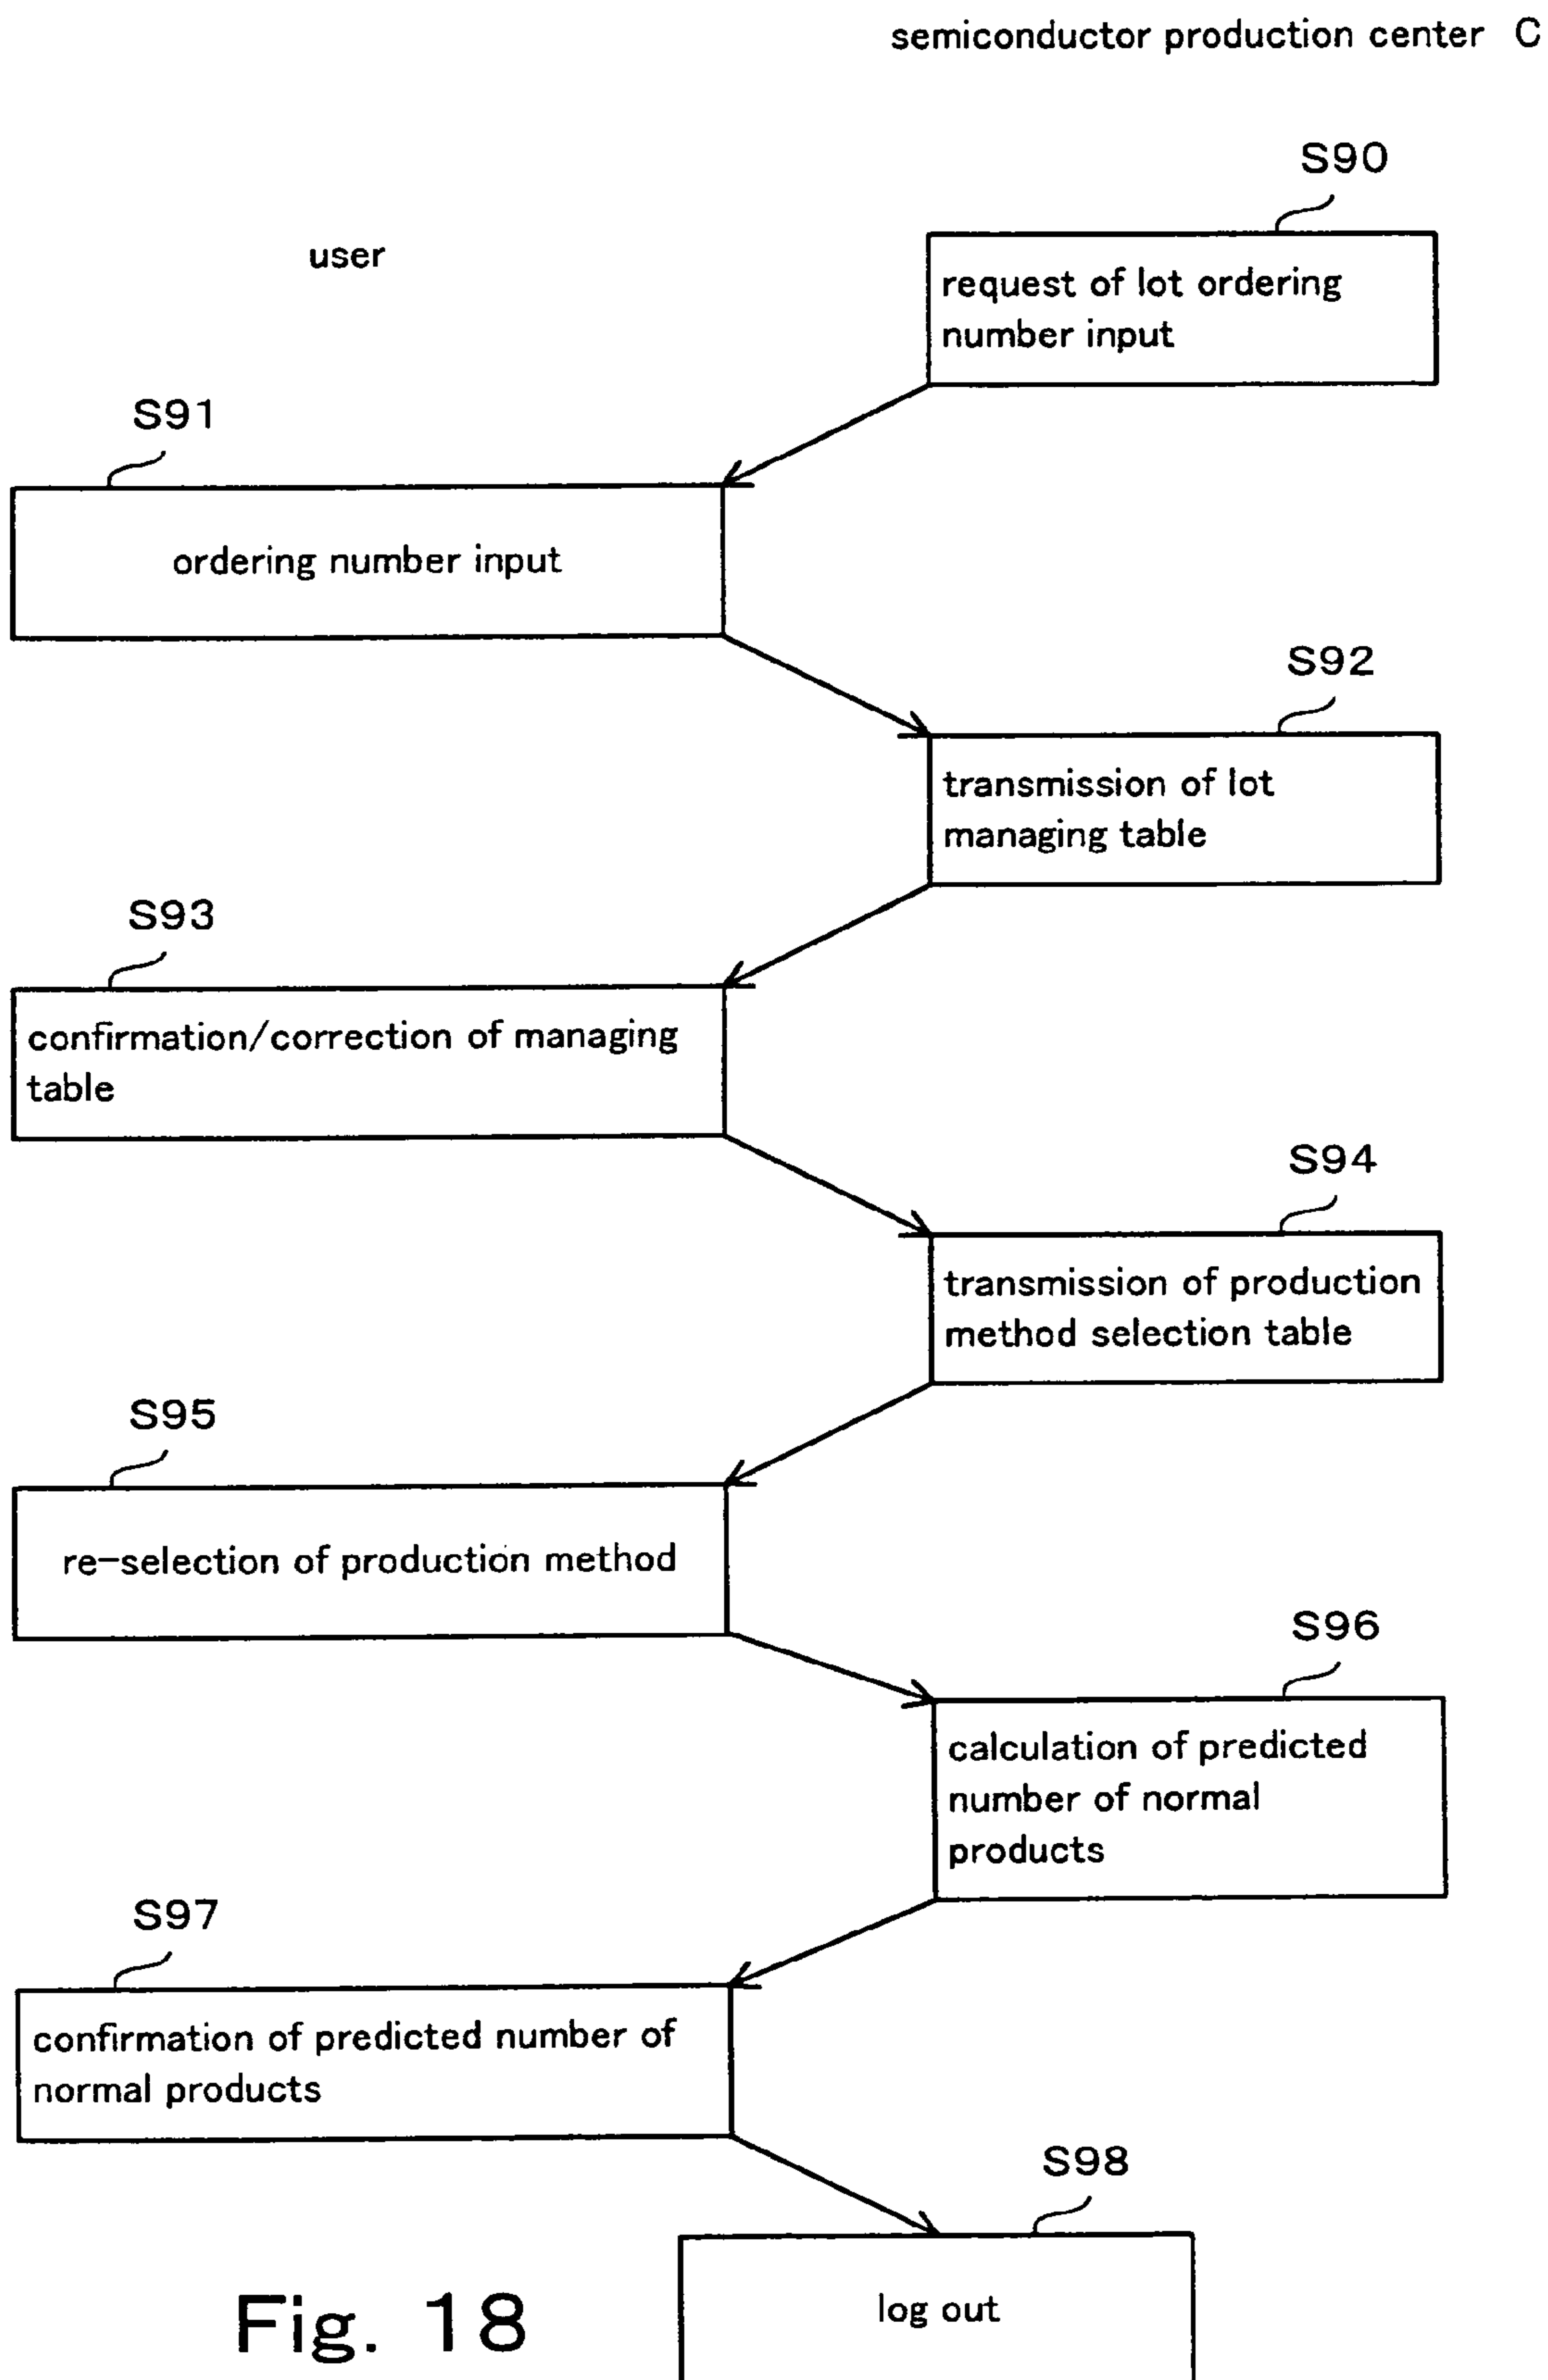 semiconductor production center C
S90
user
request of lot ordering
number input
S91
ordering number input
S92
transmission of lot
managing table
S93
confirmation/correction of managing
table
S94
transmission of production
method selection table
S95
re-selection of production method
S96
calculation of predicted
number of normal
products
S97
confirmation of predicted number of
normal products
S98
log out
Fig. 18